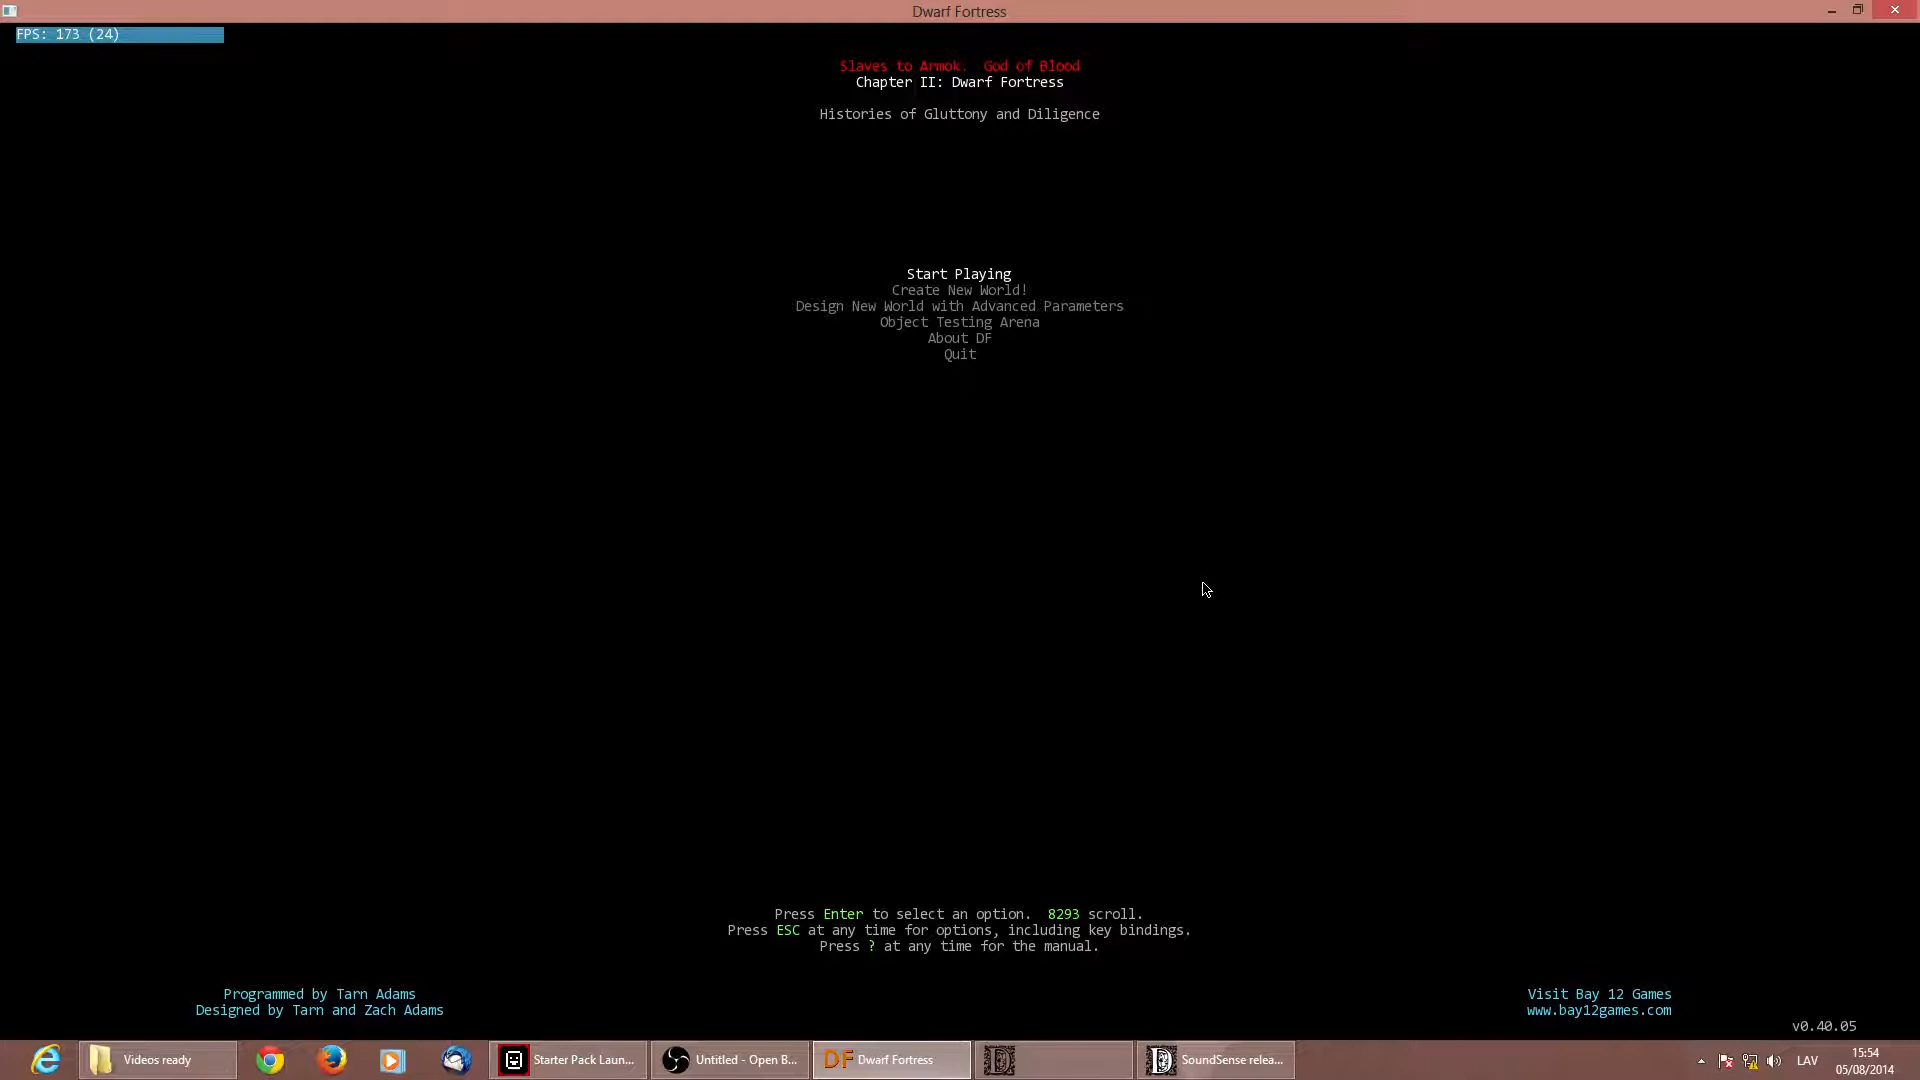 Dwarf Fortress
FPS: 173 (24)
Slaves to Armok.  God of Blood
Chapter II: Dwarf Fortress
Histories of Gluttony and Diligence
Start Playing
Create New World!
Design New World with Advanced Parameters
Object Testing Arena
About DF
Quit
Press Enter to select an option.  8293 scroll.
Press ESC at any time for options, including key bindings.
Press ? at any time for the manual.
Programmed by Tarn Adams
Designed by Tarn and Zach Adams
Visit Bay 12 Games
www.bay12games.com
v0.40.05
Videos ready
Starter Pack Laun...
Untitled - Open B...
DF Dwarf Fortress
D
D SoundSense relea...
LAV
15:54
05/08/2014